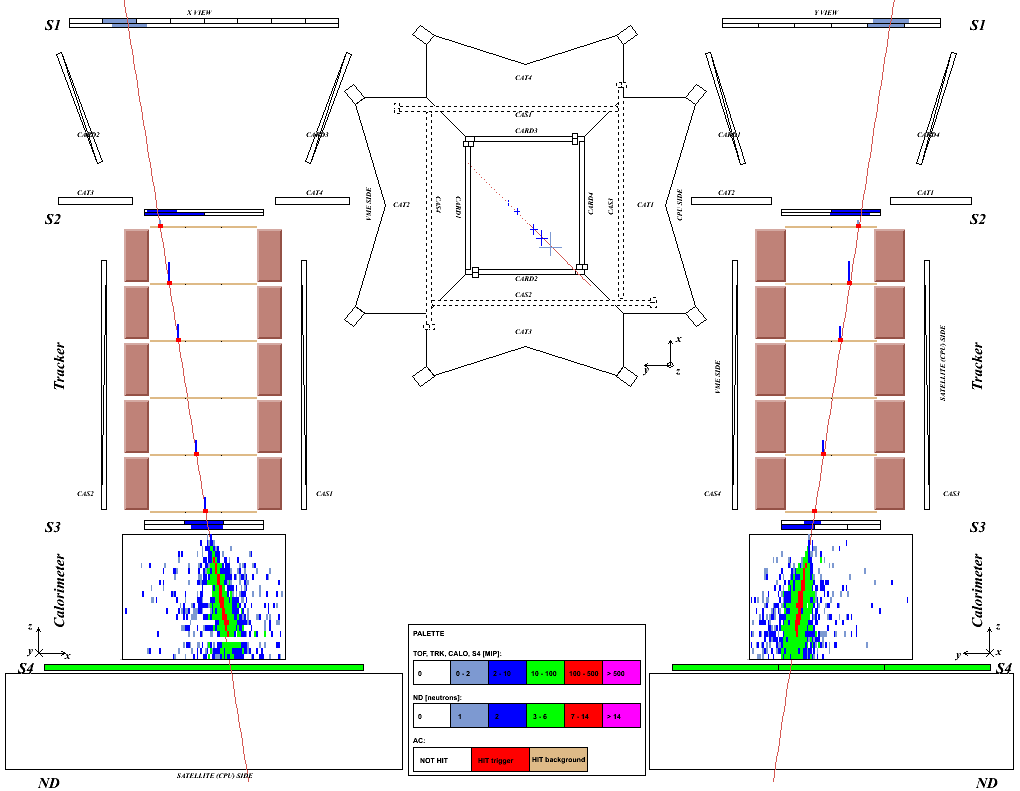 S1
X VIEW
Y VIEW
S1
CARD2
CARD3
CARD1
CARD4
CAT3
CAT4
CAT2
CAT1
S2
S2
CAT4
CAS1
CARD3
VME SIDE
CAT2
CAS4
CARD1
CARD4
CAS3
CAT1
CPU SIDE
CARD2
CAS2
CAT3
x
y
z
Tracker
VME SIDE
SATELLITE (CPU) SIDE
Tracker
CAS2
CAS1
CAS4
CAS3
S3
S3
Calorimeter
Calorimeter
z
y
x
z
y
x
S4
S4
PALETTE
TOF, TRK, CALO, S4 [MIP]:
0
0 - 2
2 - 10
10 - 100
100 - 500
> 500
ND [neutrons]:
0
1
2
3 - 6
7 - 14
> 14
AC:
NOT HIT
HIT trigger
HIT background
SATELLITE (CPU) SIDE
ND
ND